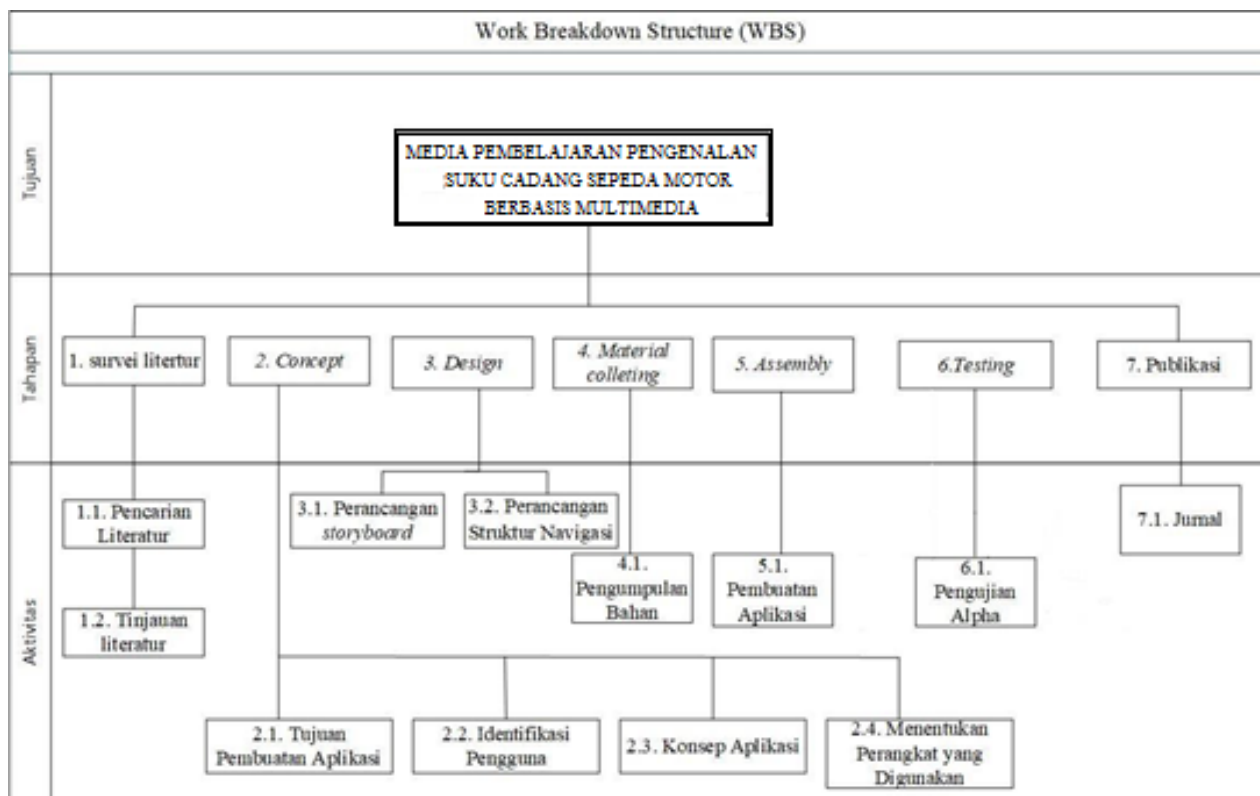 Work Breakdown Structure (WBS)
Tujuan
MEDIA PEMBELAJARAN PENGENALAN
SUKU CADANG SEPEDA MOTOR
BERBASIS MULTIMEDIA
Tahapan
1. survei litertur
2. Concept
3. Design
4. Material
colleting
5. Assembly
6.Testing
7. Publikasi
Aktivitas
1.1. Pencarian
Literatur
1.2. Tinjauan
literatur
3.1. Perancangan
storyboard
3.2. Perancangan
Struktur Navigasi
4.1.
Pengumpulan
Bahan
5.1.
Pembuatan
Aplikasi
6.1.
Pengujian
Alpha
7.1. Jurnal
2.1. Tujuan
Pembuatan Aplikasi
2.2. Identifikasi
Pengguna
2.3. Konsep Aplikasi
2.4. Menentukan
Perangkat yang
Digunakan